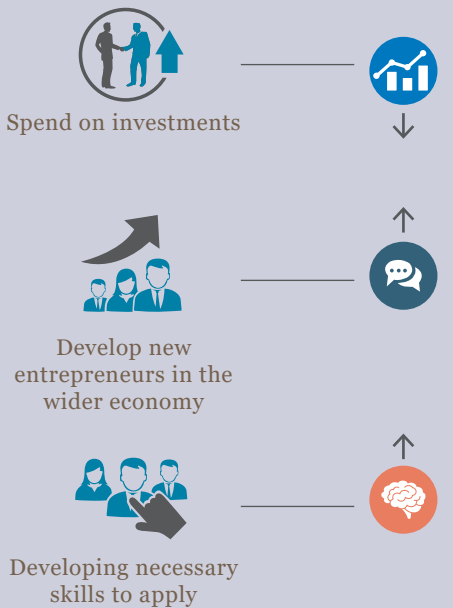 Spend on investments
Develop new
entrepreneurs in the
wider economy
Developing necessary
skills to apply